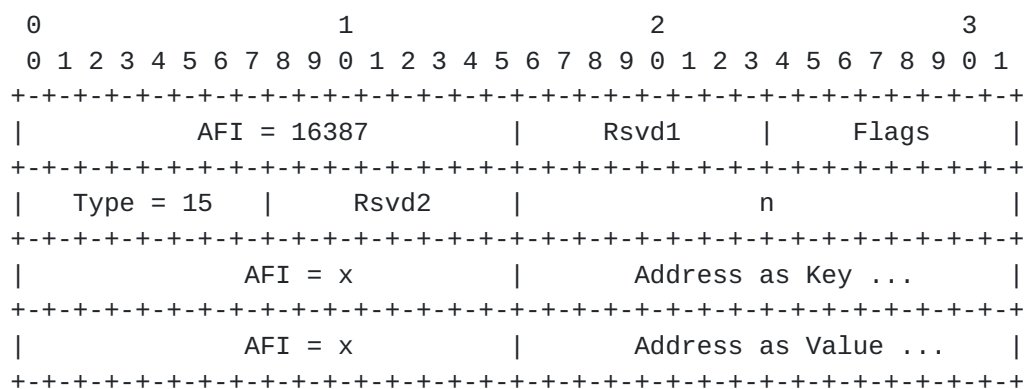 0                   1                   2                   3
 0 1 2 3 4 5 6 7 8 9 0 1 2 3 4 5 6 7 8 9 0 1 2 3 4 5 6 7 8 9 0 1
+-+-+-+-+-+-+-+-+-+-+-+-+-+-+-+-+-+-+-+-+-+-+-+-+-+-+-+-+-+-+-+-+
|           AFI = 16387         |     Rsvd1     |     Flags     |
+-+-+-+-+-+-+-+-+-+-+-+-+-+-+-+-+-+-+-+-+-+-+-+-+-+-+-+-+-+-+-+-+
|   Type = 15   |     Rsvd2     |               n               |
+-+-+-+-+-+-+-+-+-+-+-+-+-+-+-+-+-+-+-+-+-+-+-+-+-+-+-+-+-+-+-+-+
|              AFI = x          |       Address as Key ...      |
+-+-+-+-+-+-+-+-+-+-+-+-+-+-+-+-+-+-+-+-+-+-+-+-+-+-+-+-+-+-+-+-+
|              AFI = x          |       Address as Value ...    |
+-+-+-+-+-+-+-+-+-+-+-+-+-+-+-+-+-+-+-+-+-+-+-+-+-+-+-+-+-+-+-+-+